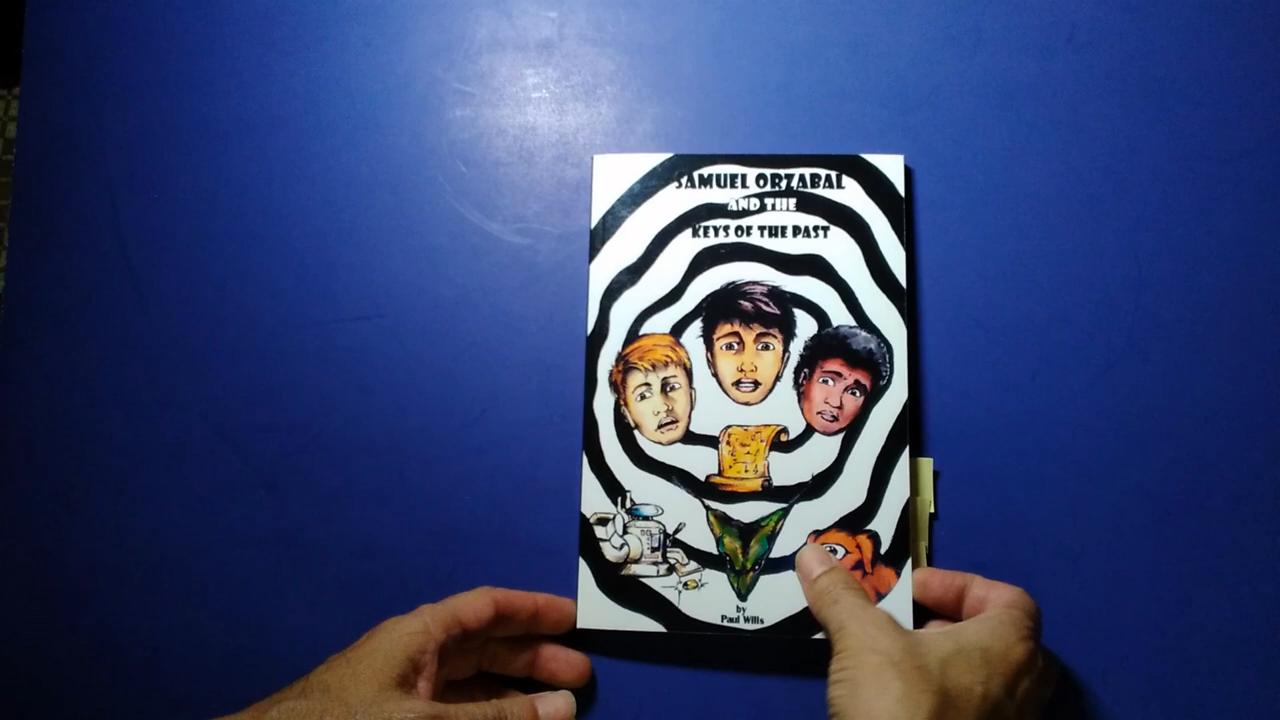 SAMUEL ORZABAL
AND THE
KEYS OF THE PAST
by
Paul Wills